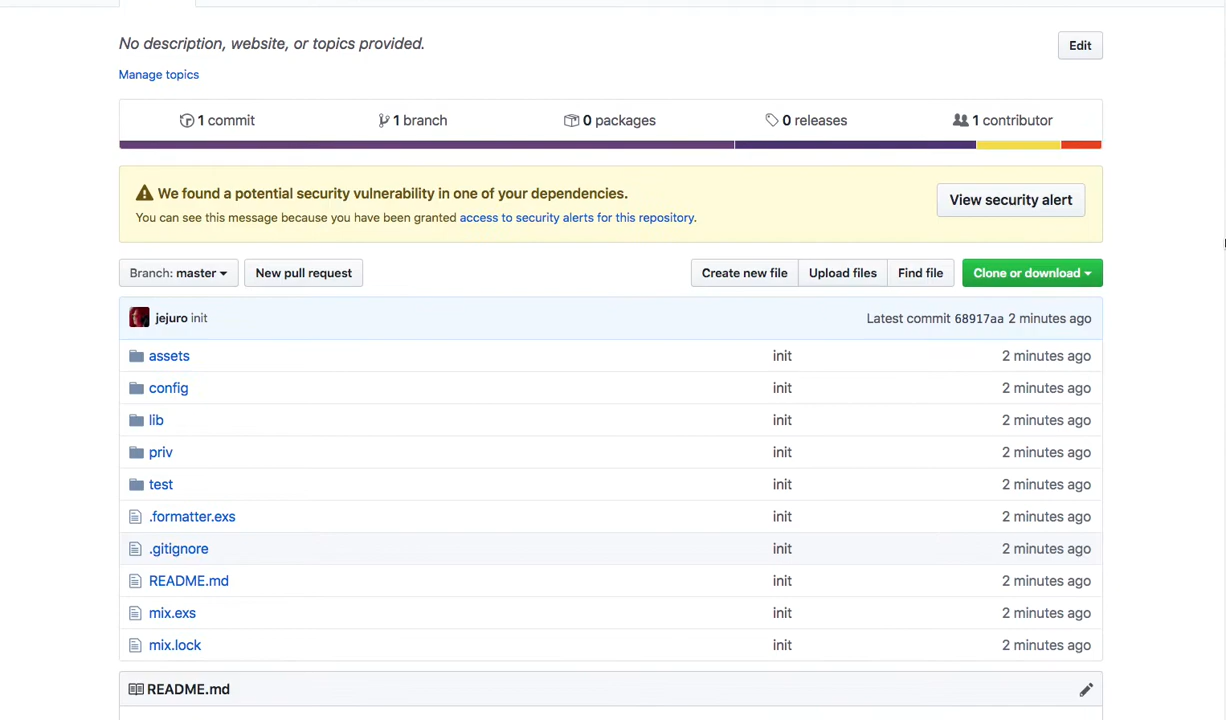 No description, website, or topics provided.
Edit
Manage topics
1 commit
1 branch
0 packages
0 releases
1 contributor
We found a potential security vulnerability in one of your dependencies.
You can see this message because you have been granted access to security alerts for this repository.
View security alert
Branch: master
New pull request
Create new file
Upload files
Find file
Clone or download
jejuro init
Latest commit 68917aa 2 minutes ago
assets init 2 minutes ago
config init 2 minutes ago
lib init 2 minutes ago
priv init 2 minutes ago
test init 2 minutes ago
.formatter.exs init 2 minutes ago
.gitignore init 2 minutes ago
README.md init 2 minutes ago
mix.exs init 2 minutes ago
mix.lock init 2 minutes ago
README.md